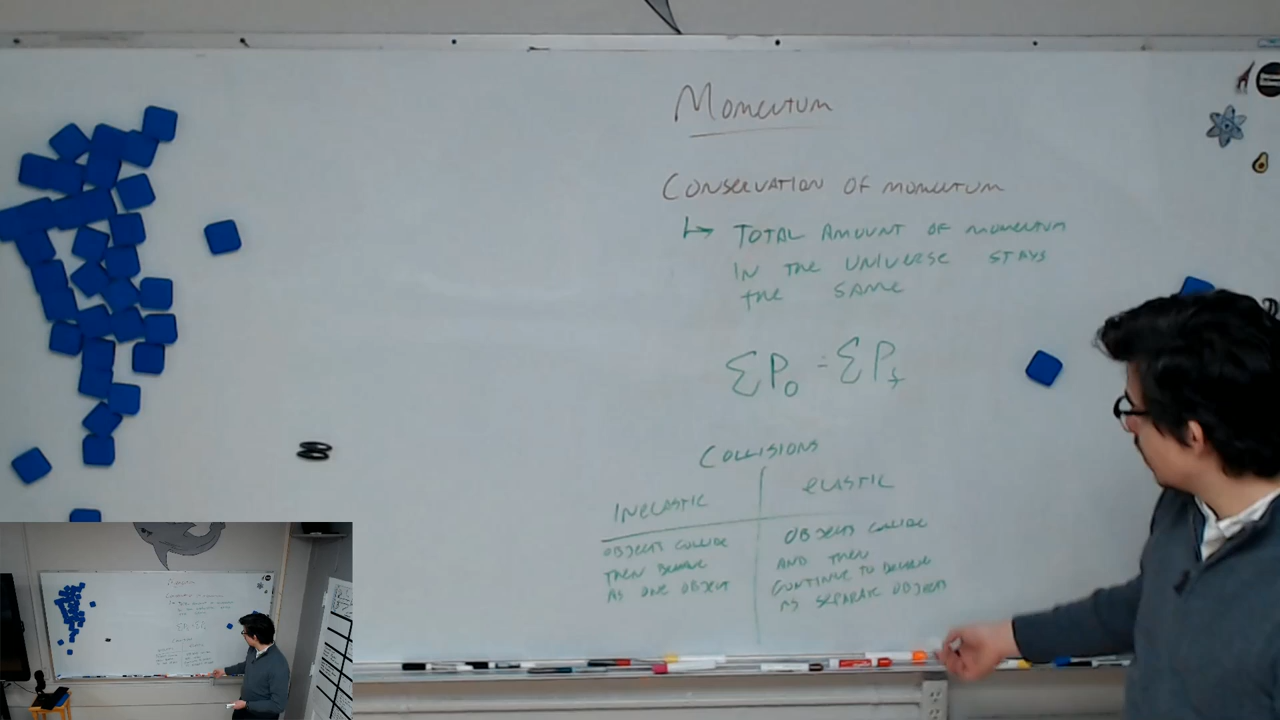 MOMENTUM
CONSERVATION OF MOMENTUM
↳ TOTAL AMOUNT OF MOMENTUM
IN THE UNIVERSE STAYS
THE SAME
ΣP₀ = ΣP_f
COLLISIONS
INELASTIC
ELASTIC
OBJECTS COLLIDE
THEN BEHAVE
AS ONE OBJECT
OBJECTS COLLIDE
AND THEN
CONTINUE TO BEHAVE
AS SEPARATE OBJECTS